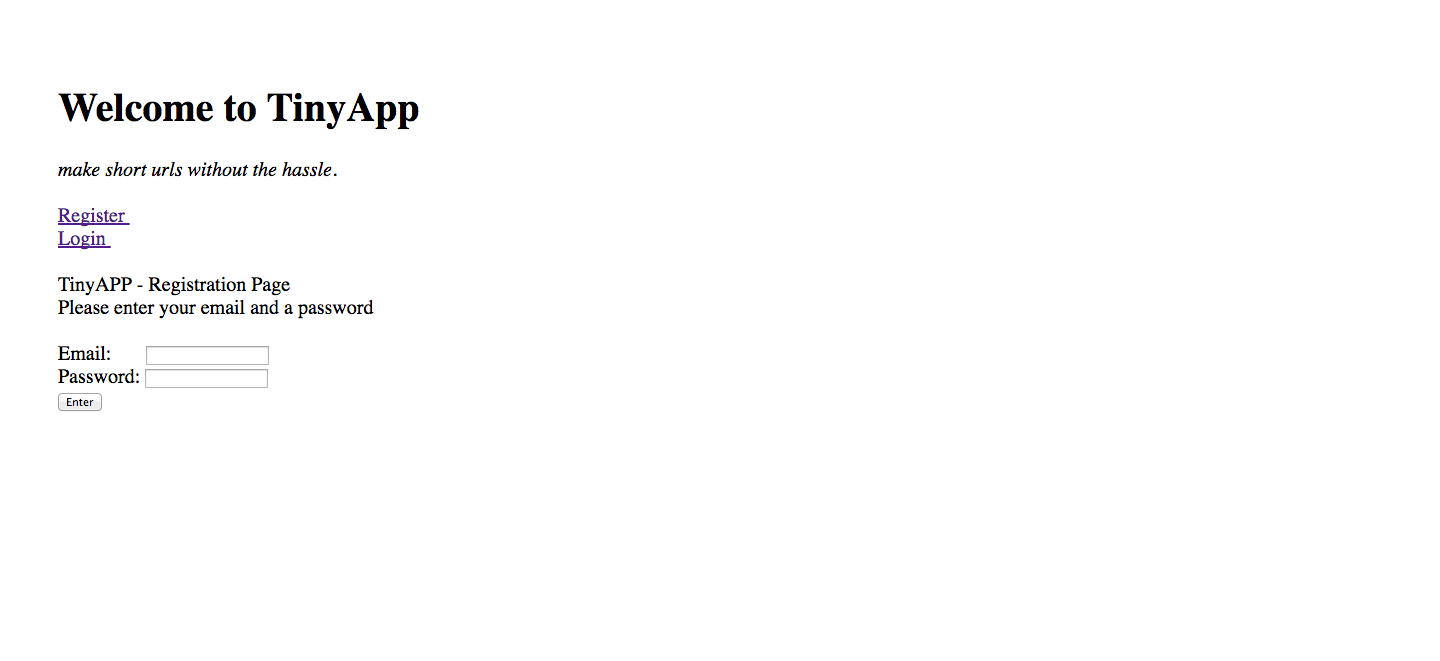 Welcome to TinyApp
make short urls without the hassle.
Register
Login
TinyAPP - Registration Page
Please enter your email and a password
Email:
Password:
Enter